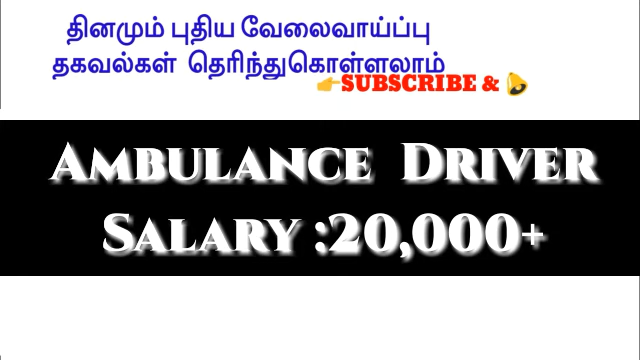 தினமும் புதிய வேலைவாய்ப்பு
தகவல்கள் தெரிந்துகொள்ளலாம்
👉SUBSCRIBE & 🔔
AMBULANCE DRIVER
SALARY :20,000+